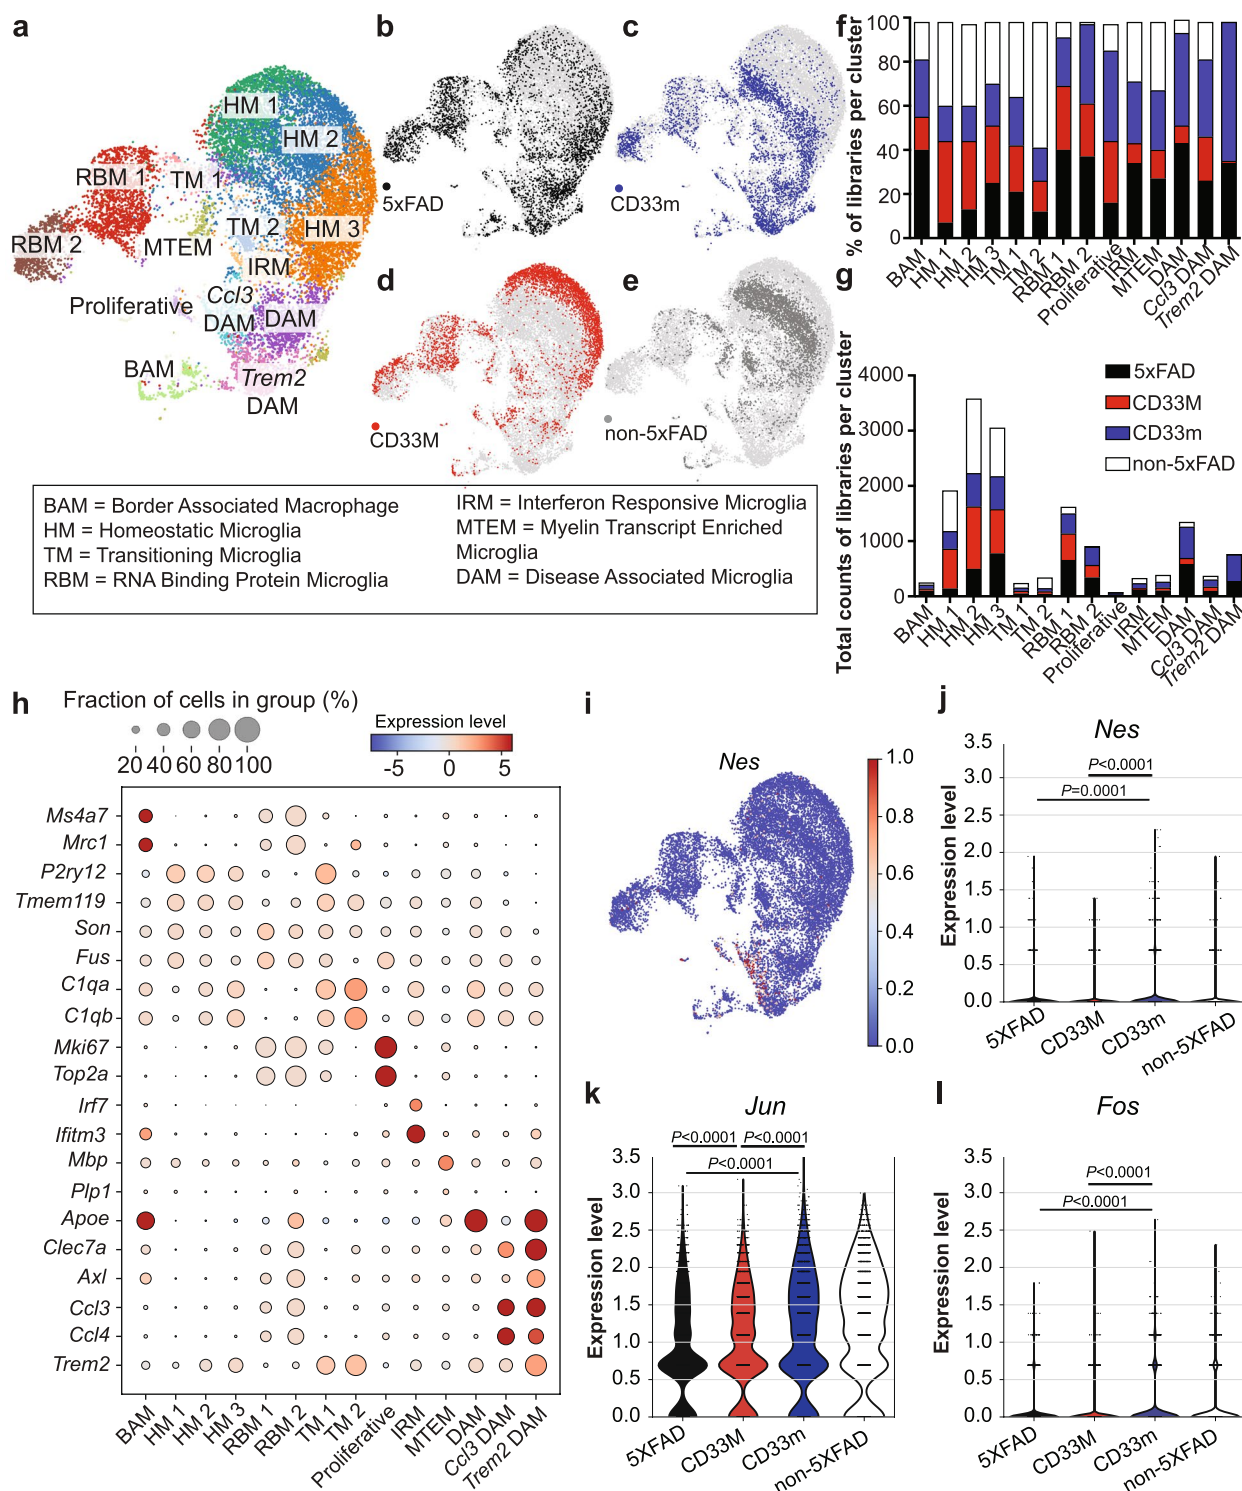 a
HM 1
HM 2
RBM 1
TM 1
TM 2
HM 3
RBM 2
MTEM
IRM
Proliferative
Ccl3
DAM
DAM
BAM
Trem2
DAM
b
5xFAD
c
CD33m
d
CD33M
e
non-5xFAD
BAM = Border Associated Macrophage
HM = Homeostatic Microglia
TM = Transitioning Microglia
RBM = RNA Binding Protein Microglia
IRM = Interferon Responsive Microglia
MTEM = Myelin Transcript Enriched
Microglia
DAM = Disease Associated Microglia
f
% of libraries per cluster
100
80
60
40
20
0
BAM
HM 1
HM 2
HM 3
TM 1
TM 2
RBM 1
RBM 2
Proliferative
IRM
MTEM
DAM
Ccl3 DAM
Trem2 DAM
g
Total counts of libraries per cluster
4000
3000
2000
1000
0
5xFAD
CD33M
CD33m
non-5xFAD
BAM
HM 1
HM 2
HM 3
TM 1
TM 2
RBM 1
RBM 2
Proliferative
IRM
MTEM
DAM
Ccl3 DAM
Trem2 DAM
h
Fraction of cells in group (%)
20 40 60 80 100
Expression level
-5 0 5
Ms4a7
Mrc1
P2ry12
Tmem119
Son
Fus
C1qa
C1qb
Mki67
Top2a
Irf7
Ifitm3
Mbp
Plp1
Apoe
Clec7a
Axl
Ccl3
Ccl4
Trem2
BAM
HM 1
HM 2
HM 3
RBM 1
RBM 2
TM 1
TM 2
Proliferative
IRM
MTEM
DAM
Ccl3 DAM
Trem2 DAM
i
Nes
1.0
0.8
0.6
0.4
0.2
0.0
j
Nes
Expression level
3.5
3.0
2.5
2.0
1.5
1.0
0.5
0.0
P<0.0001
P=0.0001
5XFAD
CD33M
CD33m
non-5XFAD
k
Jun
P<0.0001 P<0.0001
P<0.0001
Expression level
3.5
3.0
2.5
2.0
1.5
1.0
0.5
0.0
5XFAD
CD33M
CD33m
non-5XFAD
l
Fos
P<0.0001
P<0.0001
Expression level
3.5
3.0
2.5
2.0
1.5
1.0
0.5
0.0
5XFAD
CD33M
CD33m
non-5XFAD